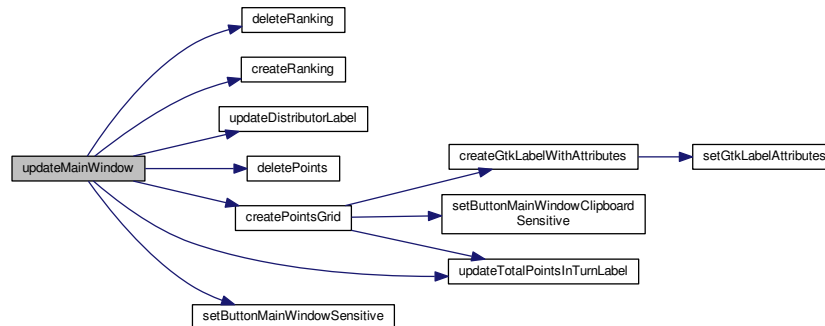 deleteRanking
createRanking
updateDistributorLabel
updateMainWindow
deletePoints
createPointsGrid
createGtkLabelWithAttributes
setGtkLabelAttributes
setButtonMainWindowClipboard
Sensitive
updateTotalPointsInTurnLabel
setButtonMainWindowSensitive